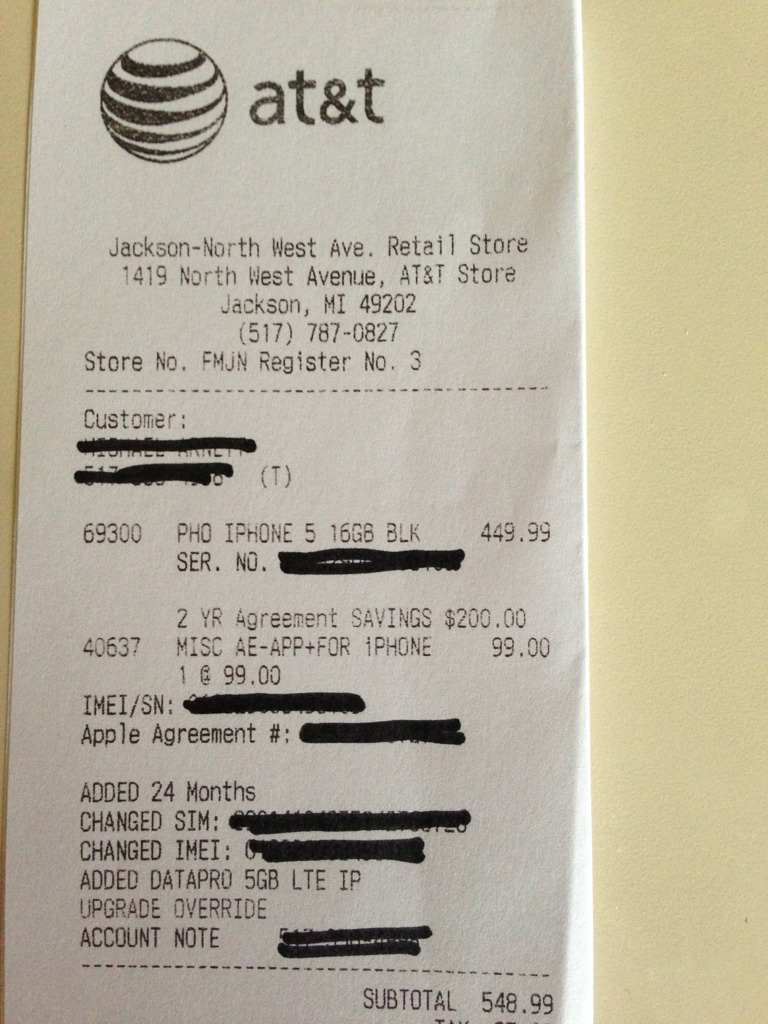 at&t
Jackson-North West Ave. Retail Store
1419 North West Avenue, AT&T Store
Jackson, MI 49202
(517) 787-0827
Store No. FMJN Register No. 3
Customer:
(T)
69300 PHO IPHONE 5 16GB BLK 449.99
SER. NO.
2 YR Agreement SAVINGS $200.00
40637 MISC AE-APP+FOR iPHONE 99.00
1 @ 99.00
IMEI/SN:
Apple Agreement #:
ADDED 24 Months
CHANGED SIM:
CHANGED IMEI:
ADDED DATAPRO 5GB LTE IP
UPGRADE OVERRIDE
ACCOUNT NOTE
SUBTOTAL 548.99
TAX